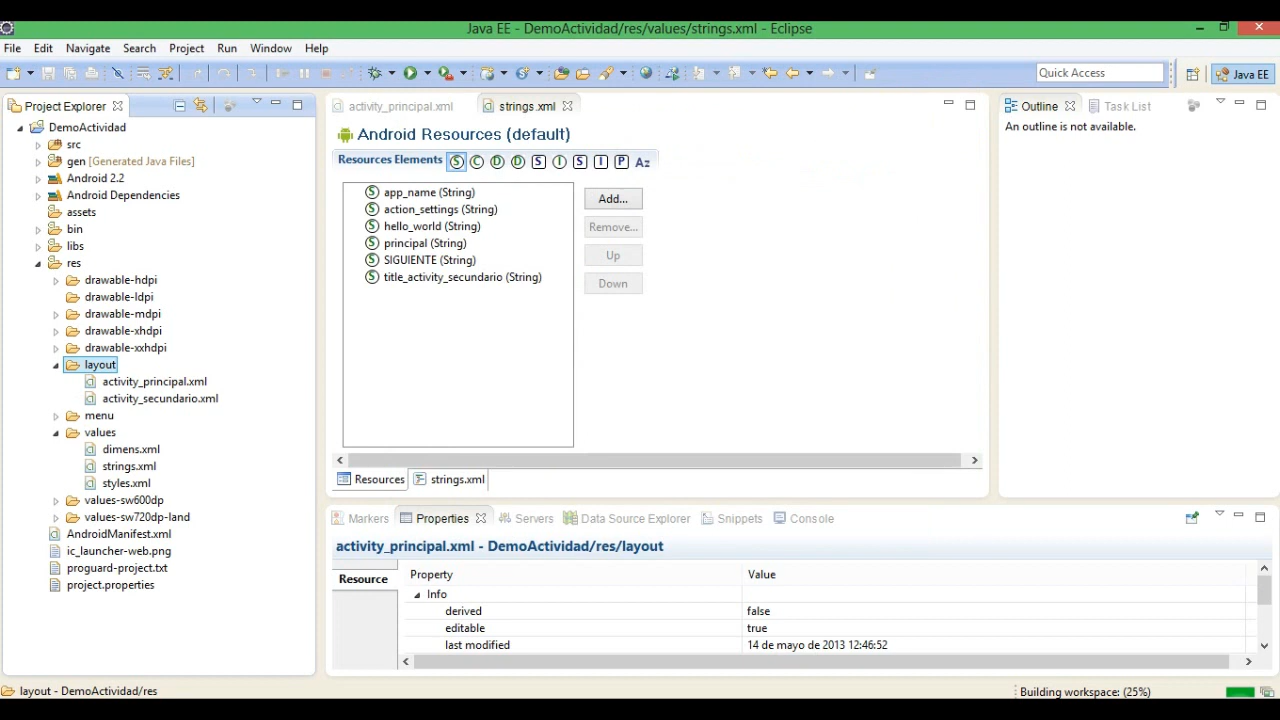 Java EE - DemoActividad/res/values/strings.xml - Eclipse
File Edit Navigate Search Project Run Window Help
Quick Access
Java EE
Project Explorer
DemoActividad
src
gen [Generated Java Files]
Android 2.2
Android Dependencies
assets
bin
libs
res
drawable-hdpi
drawable-ldpi
drawable-mdpi
drawable-xhdpi
drawable-xxhdpi
layout
activity_principal.xml
activity_secundario.xml
menu
values
dimens.xml
strings.xml
styles.xml
values-sw600dp
values-sw720dp-land
AndroidManifest.xml
ic_launcher-web.png
proguard-project.txt
project.properties
activity_principal.xml strings.xml
Android Resources (default)
Resources Elements S C D D S I S I P Az
S app_name (String)
S action_settings (String)
S hello_world (String)
S principal (String)
S SIGUIENTE (String)
S title_activity_secundario (String)
Add...
Remove...
Up
Down
Resources strings.xml
Outline Task List
An outline is not available.
Markers Properties Servers Data Source Explorer Snippets Console
activity_principal.xml - DemoActividad/res/layout
Resource
Property Value
Info
derived false
editable true
last modified 14 de mayo de 2013 12:46:52
layout - DemoActividad/res
Building workspace: (25%)